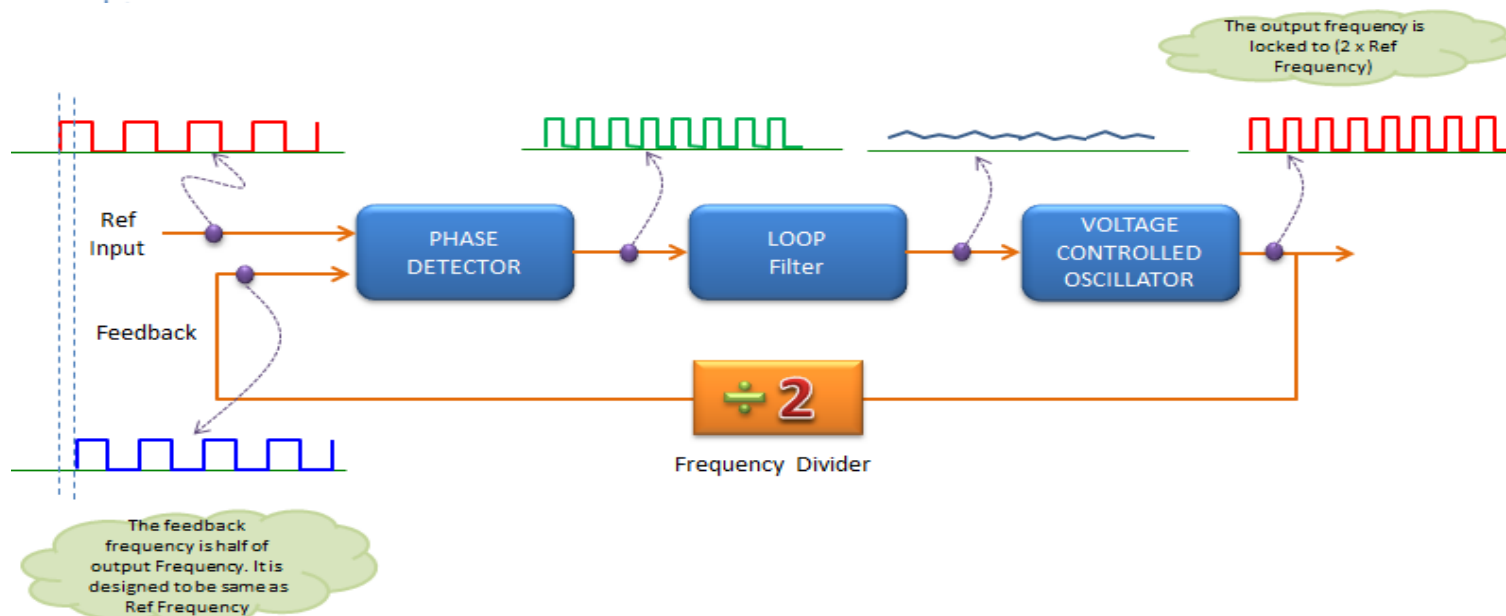 The output frequency is
locked to (2 x Ref
Frequency)
Ref
Input
PHASE
DETECTOR
LOOP
Filter
VOLTAGE
CONTROLLED
OSCILLATOR
Feedback
÷ 2
Frequency Divider
The feedback
frequency is half of
output Frequency. It is
designed to be same as
Ref Frequency